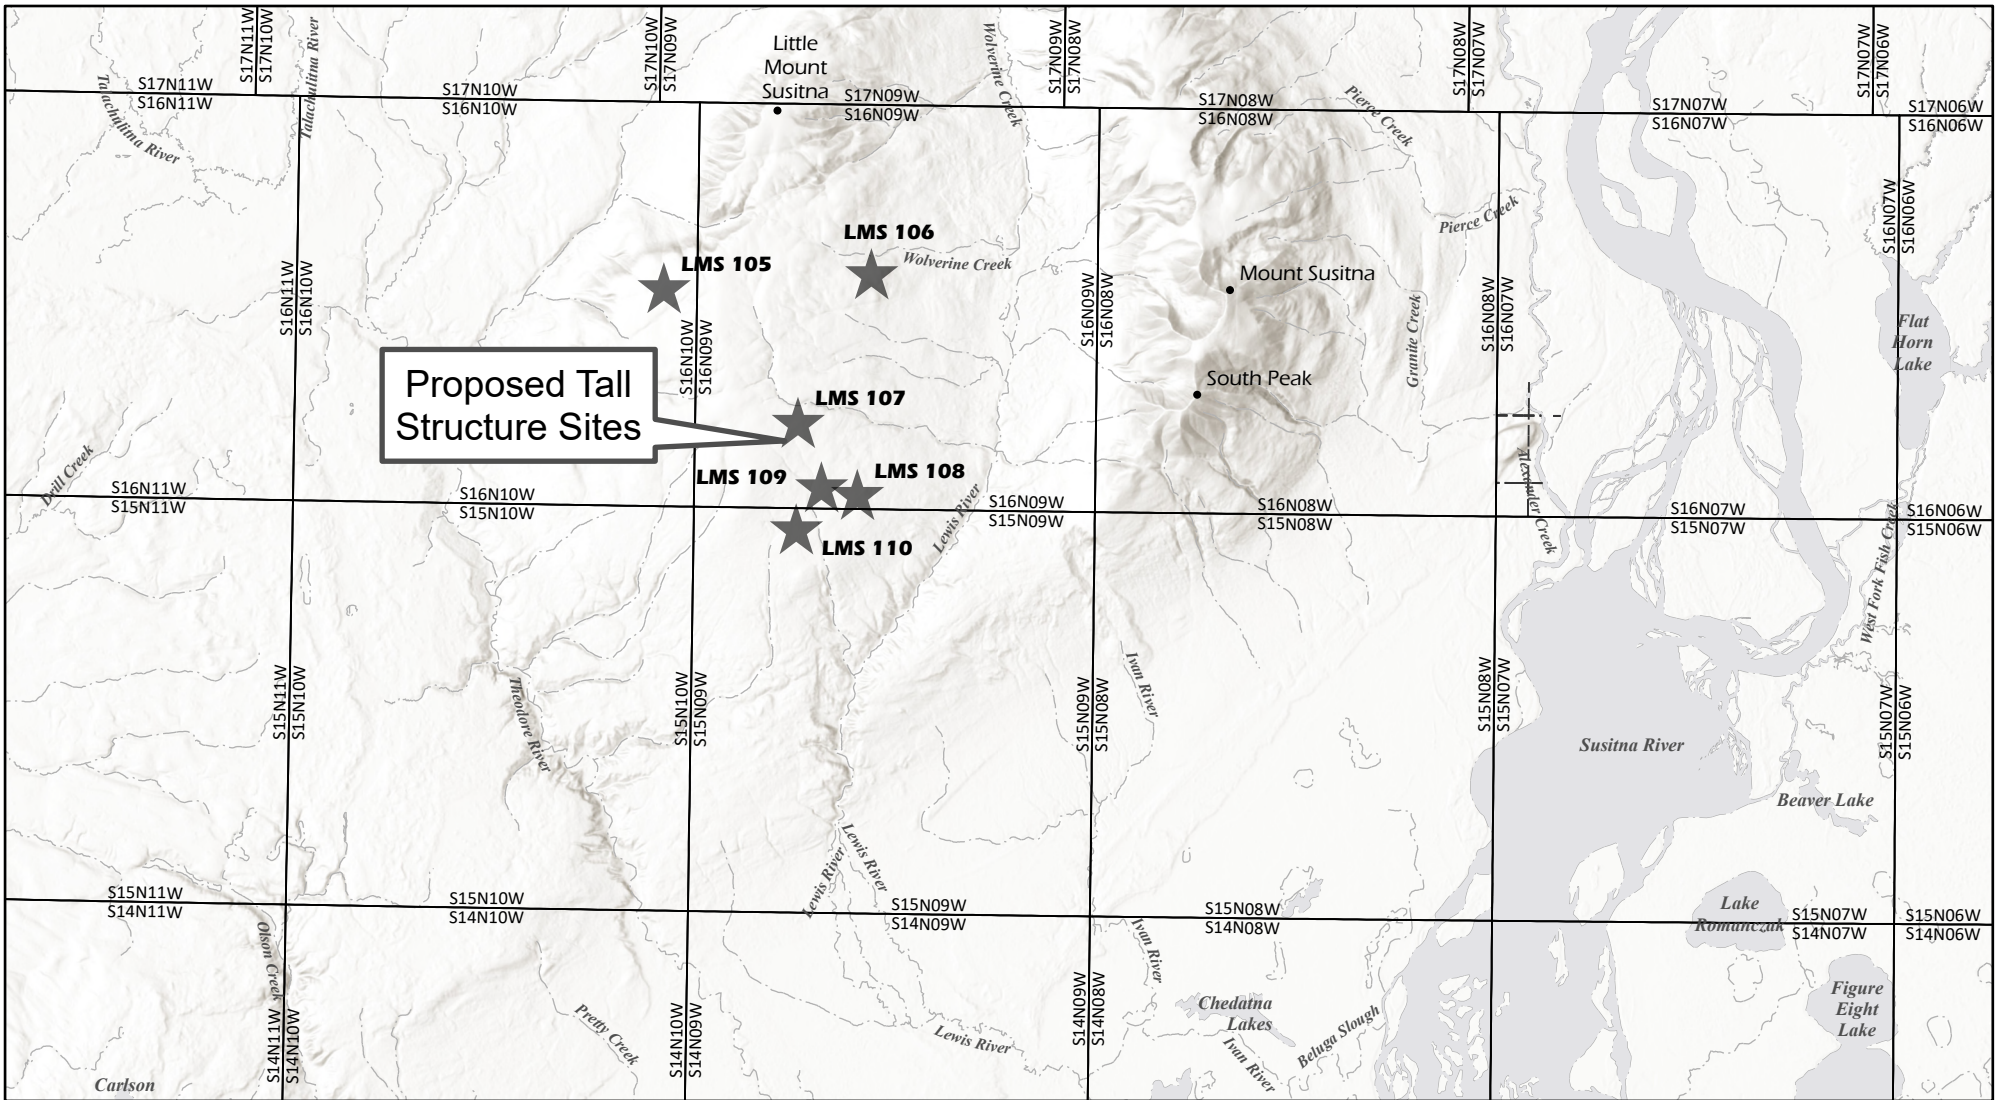 S17N11W
S17N10W
Talachulitna River
S17N10W
S17N09W
Little
Mount
Susitna
Wolverine Creek
S17N09W
S17N08W
S17N08W
S17N07W
S17N07W
S17N06W
S17N11W
S16N11W
Talachulitna River
S17N10W
S16N10W
S17N09W
S16N09W
S17N08W
S16N08W
Pierce Creek
S17N07W
S16N07W
S17N06W
S16N06W
S16N11W
S16N10W
LMS 105
LMS 106
Wolverine Creek
S16N10W
S16N09W
S16N09W
S16N08W
Mount Susitna
South Peak
Pierce Creek
Granite Creek
S16N08W
S16N07W
S16N07W
S16N06W
Flat
Horn
Lake
Proposed Tall
Structure Sites
LMS 107
LMS 109
LMS 108
LMS 110
Drill Creek
S16N11W
S15N11W
S16N10W
S15N10W
Lewis River
S16N09W
S15N09W
S16N08W
S15N08W
Alexander Creek
S16N07W
S15N07W
S16N06W
S15N06W
West Fork Fish Creek
S15N11W
S15N10W
Theodore River
S15N10W
S15N09W
S15N09W
S15N08W
Ivan River
S15N08W
S15N07W
Susitna River
S15N07W
S15N06W
Beaver Lake
Lewis River
Lewis River
S15N11W
S14N11W
S15N10W
S14N10W
S15N09W
S14N09W
S15N08W
S14N08W
Lake
Romanczuk
S15N07W
S14N07W
S15N06W
S14N06W
Olson Creek
S14N11W
S14N10W
Pretty Creek
S14N10W
S14N09W
Lewis River
S14N09W
S14N08W
Ivan River
Chedatna
Lakes
Ivan River
Beluga Slough
Figure
Eight
Lake
Carlson